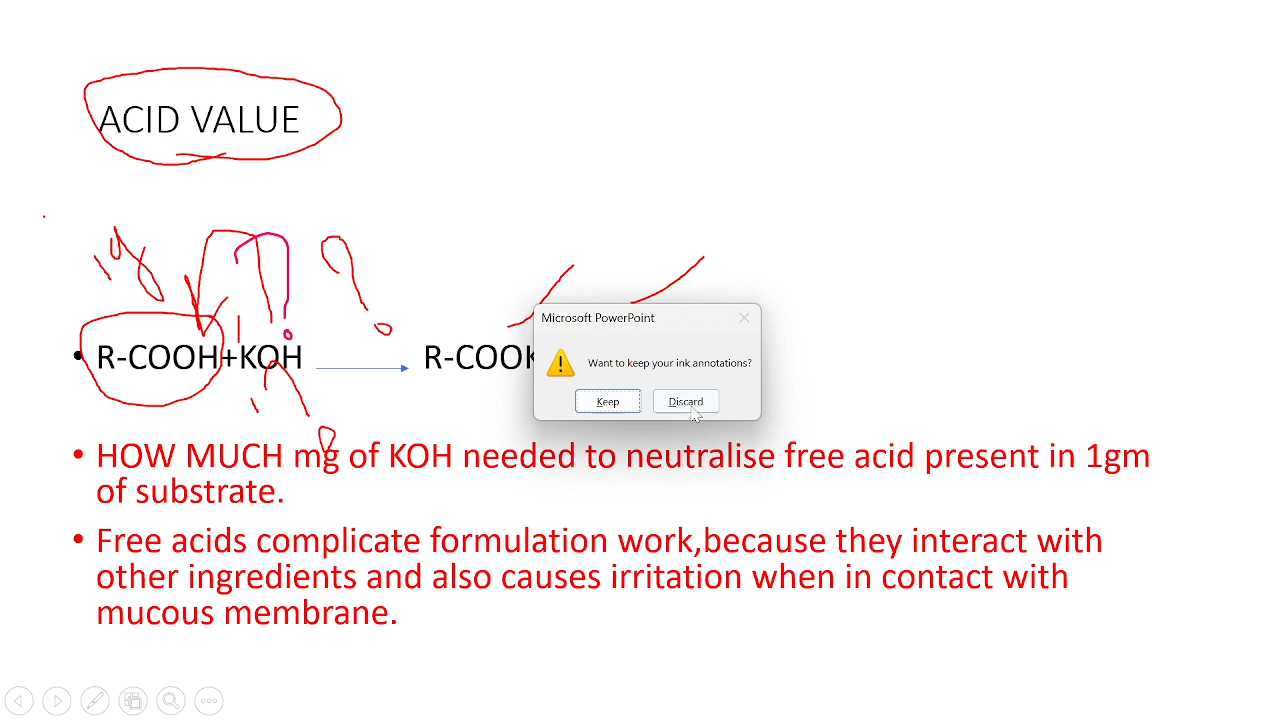 ACID VALUE
1g
• R-COOH+KOH R-COOK
Microsoft PowerPoint
Want to keep your ink annotations?
Keep Discard
• HOW MUCH mg of KOH needed to neutralise free acid present in 1gm
of substrate.
• Free acids complicate formulation work,because they interact with
other ingredients and also causes irritation when in contact with
mucous membrane.